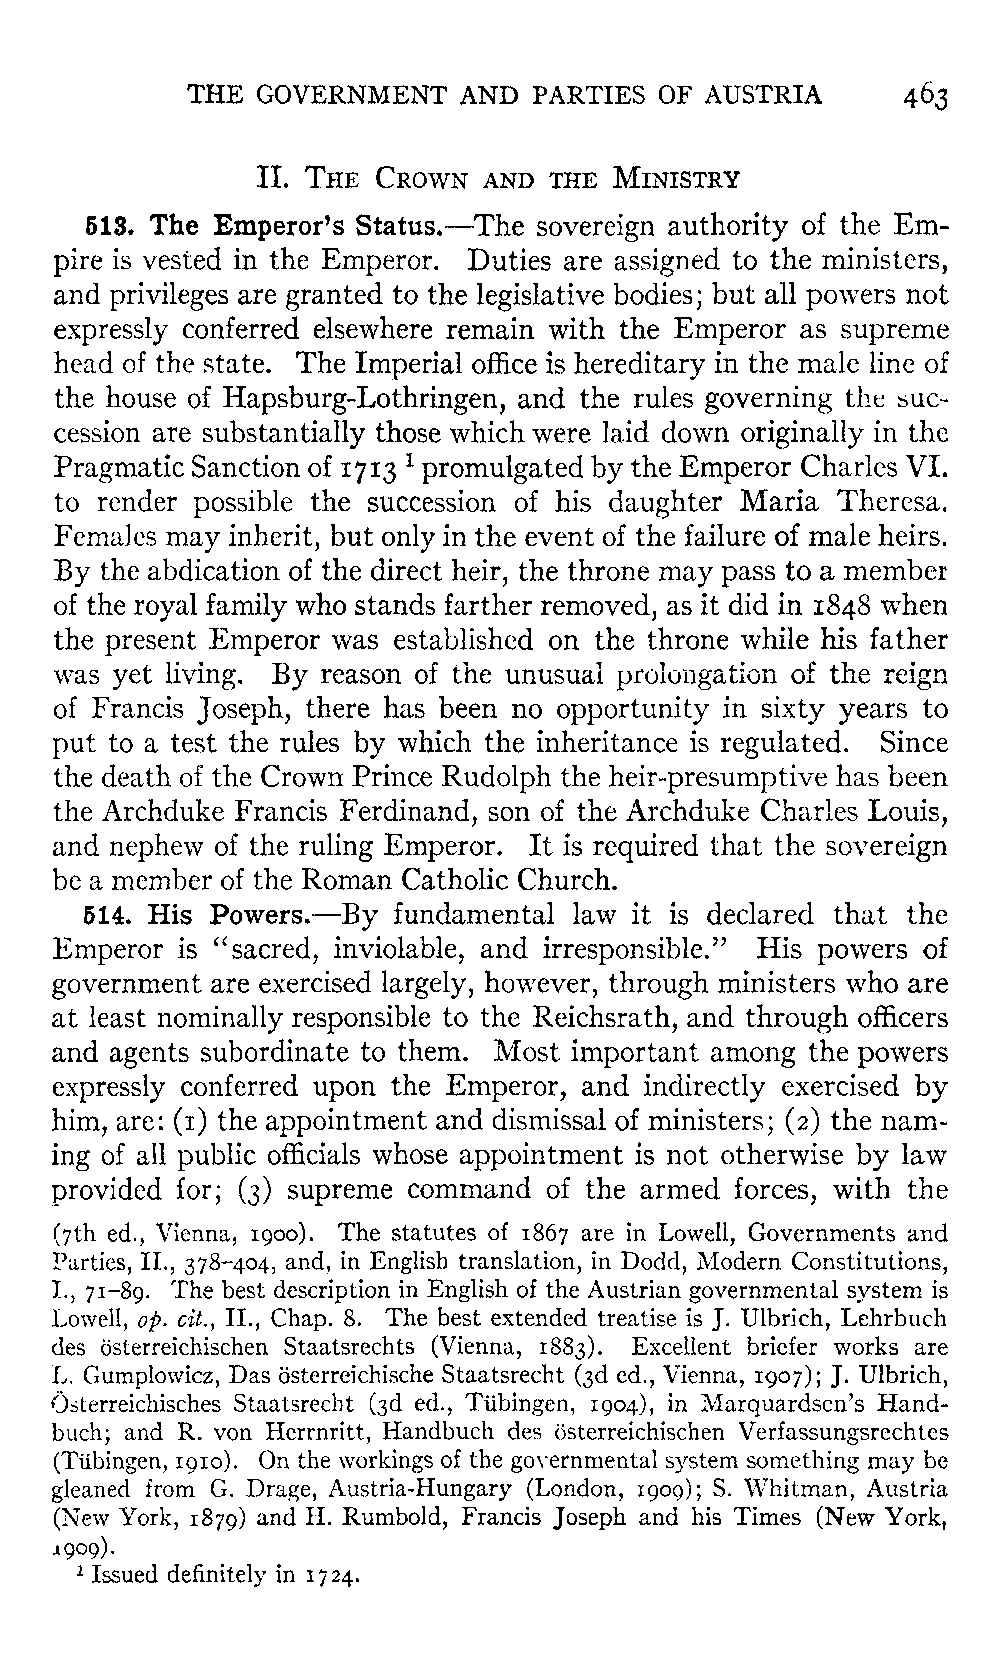 THE GOVERNMENT AND PARTIES OF AUSTRIA 463
II. THE CROWN AND THE MINISTRY
513. The Emperor's Status.—The sovereign authority of the Em-
pire is vested in the Emperor. Duties are assigned to the ministers,
and privileges are granted to the legislative bodies; but all powers not
expressly conferred elsewhere remain with the Emperor as supreme
head of the state. The Imperial office is hereditary in the male line of
the house of Hapsburg-Lothringen, and the rules governing the suc-
cession are substantially those which were laid down originally in the
Pragmatic Sanction of 1713 ¹ promulgated by the Emperor Charles VI.
to render possible the succession of his daughter Maria Theresa.
Females may inherit, but only in the event of the failure of male heirs.
By the abdication of the direct heir, the throne may pass to a member
of the royal family who stands farther removed, as it did in 1848 when
the present Emperor was established on the throne while his father
was yet living. By reason of the unusual prolongation of the reign
of Francis Joseph, there has been no opportunity in sixty years to
put to a test the rules by which the inheritance is regulated. Since
the death of the Crown Prince Rudolph the heir-presumptive has been
the Archduke Francis Ferdinand, son of the Archduke Charles Louis,
and nephew of the ruling Emperor. It is required that the sovereign
be a member of the Roman Catholic Church.
514. His Powers.—By fundamental law it is declared that the
Emperor is "sacred, inviolable, and irresponsible." His powers of
government are exercised largely, however, through ministers who are
at least nominally responsible to the Reichsrath, and through officers
and agents subordinate to them. Most important among the powers
expressly conferred upon the Emperor, and indirectly exercised by
him, are: (1) the appointment and dismissal of ministers; (2) the nam-
ing of all public officials whose appointment is not otherwise by law
provided for; (3) supreme command of the armed forces, with the
(7th ed., Vienna, 1900). The statutes of 1867 are in Lowell, Governments and
Parties, II., 378–404, and, in English translation, in Dodd, Modern Constitutions,
I., 71–89. The best description in English of the Austrian governmental system is
Lowell, op. cit., II., Chap. 8. The best extended treatise is J. Ulbrich, Lehrbuch
des österreichischen Staatsrechts (Vienna, 1883). Excellent briefer works are
L. Gumplowicz, Das österreichische Staatsrecht (3d ed., Vienna, 1907); J. Ulbrich,
Österreichisches Staatsrecht (3d ed., Tübingen, 1904), in Marquardsen's Hand-
buch; and R. von Herrnritt, Handbuch des österreichischen Verfassungsrechtes
(Tübingen, 1910). On the workings of the governmental system something may be
gleaned from G. Drage, Austria-Hungary (London, 1909); S. Whitman, Austria
(New York, 1879) and H. Rumbold, Francis Joseph and his Times (New York,
1909).
¹ Issued definitely in 1724.